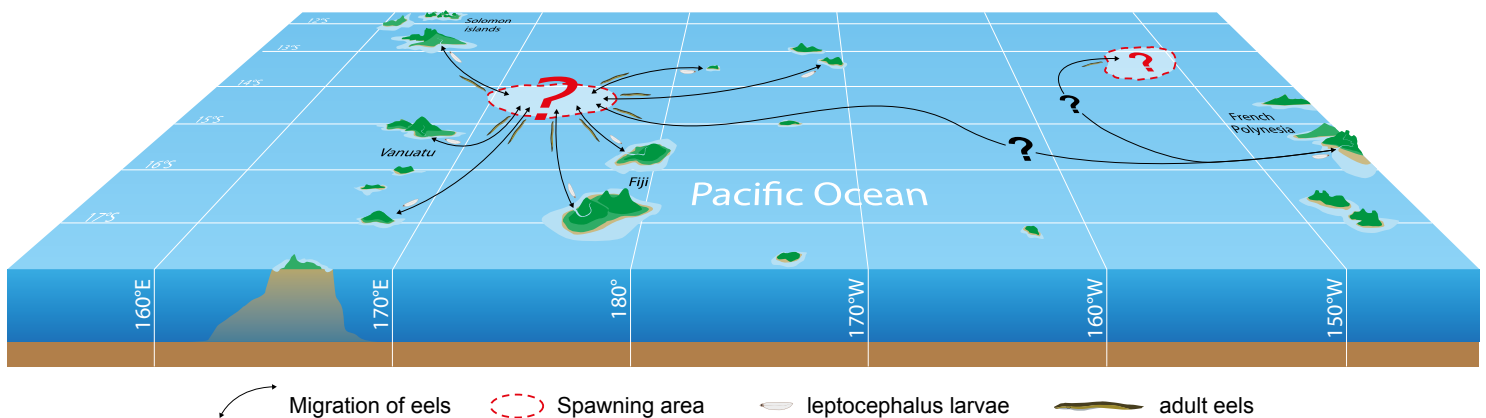 12°S
Solomon
islands
13°S
?
14°S
?
?
15°S
French
Polynesia
Vanuatu
?
16°S
Fiji
Pacific Ocean
17°S
160°E
170°E
180°
170°W
160°W
150°W
Migration of eels
Spawning area
leptocephalus larvae
adult eels